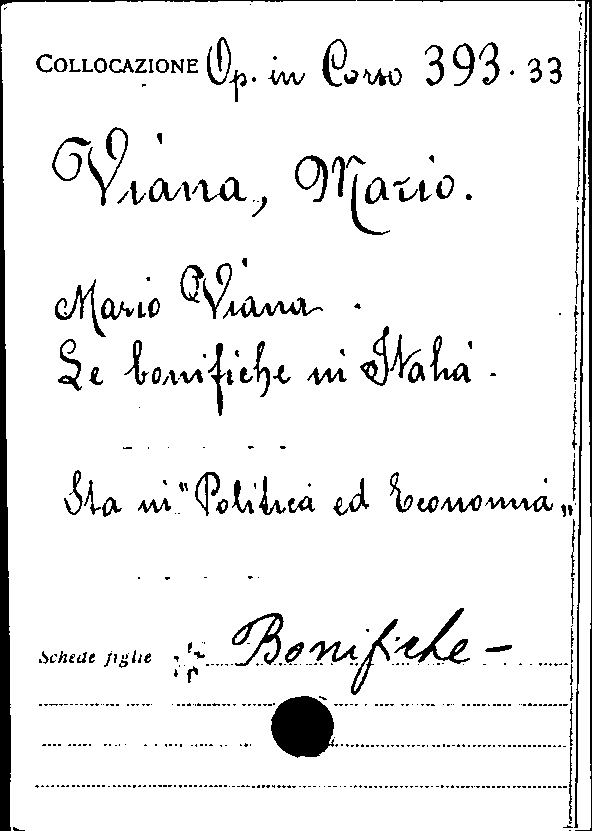 COLLOCAZIONE Op. in Corso 393.33
Viana, Mario.
Mario Viana.
Le bonifiche in Italia.
Sta in "Politica ed Economia„
Schede figlie Bonifiche -